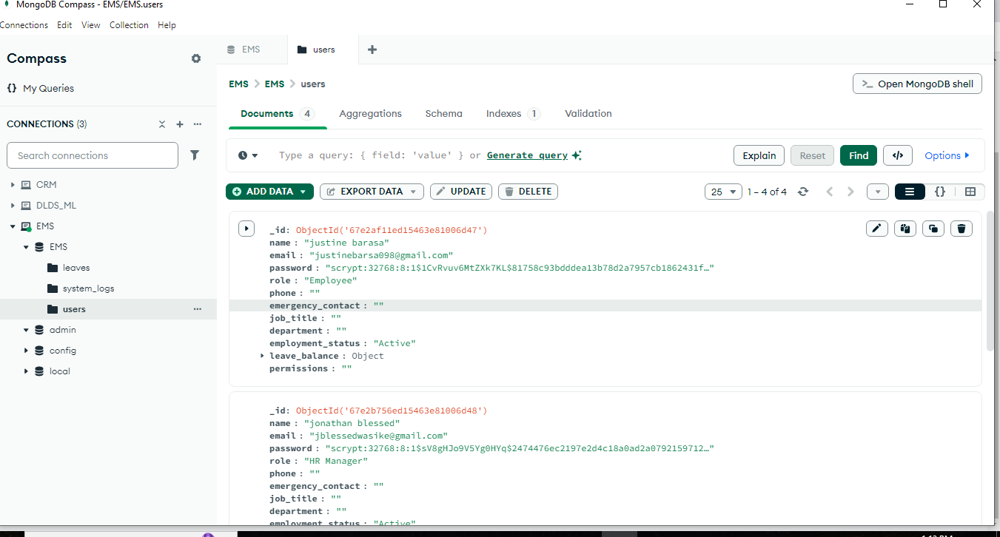 MongoDB Compass - EMS/EMS.users
Connections Edit View Collection Help
Compass
My Queries
CONNECTIONS (3)
Search connections
CRM
DLDS_ML
EMS
EMS
leaves
system_logs
users
admin
config
local
EMS users
EMS EMS users
>_ Open MongoDB shell
Documents 4 Aggregations Schema Indexes 1 Validation
Type a query: { field: 'value' } or Generate query
Explain Reset Find </> Options
ADD DATA EXPORT DATA UPDATE DELETE
25 1 – 4 of 4 {}
_id: ObjectId('67e2af11ed15463e81006d47')
name : "justine barasa"
email : "justinebarsa098@gmail.com"
password : "scrypt:32768:8:1$1CvRvuv6MtZXk7KL$81758c93bdddea13b78d2a7957cb1862431f…"
role : "Employee"
phone : ""
emergency_contact : ""
job_title : ""
department : ""
employment_status : "Active"
leave_balance : Object
permissions : ""
_id: ObjectId('67e2b756ed15463e81006d48')
name : "jonathan blessed"
email : "jblessedwasike@gmail.com"
password : "scrypt:32768:8:1$sV8gHJo9V5Yg0HYq$2474476ec2197e2d4c18a0ad2a0792159712…"
role : "HR Manager"
phone : ""
emergency_contact : ""
job_title : ""
department : ""
employment_status : "Active"